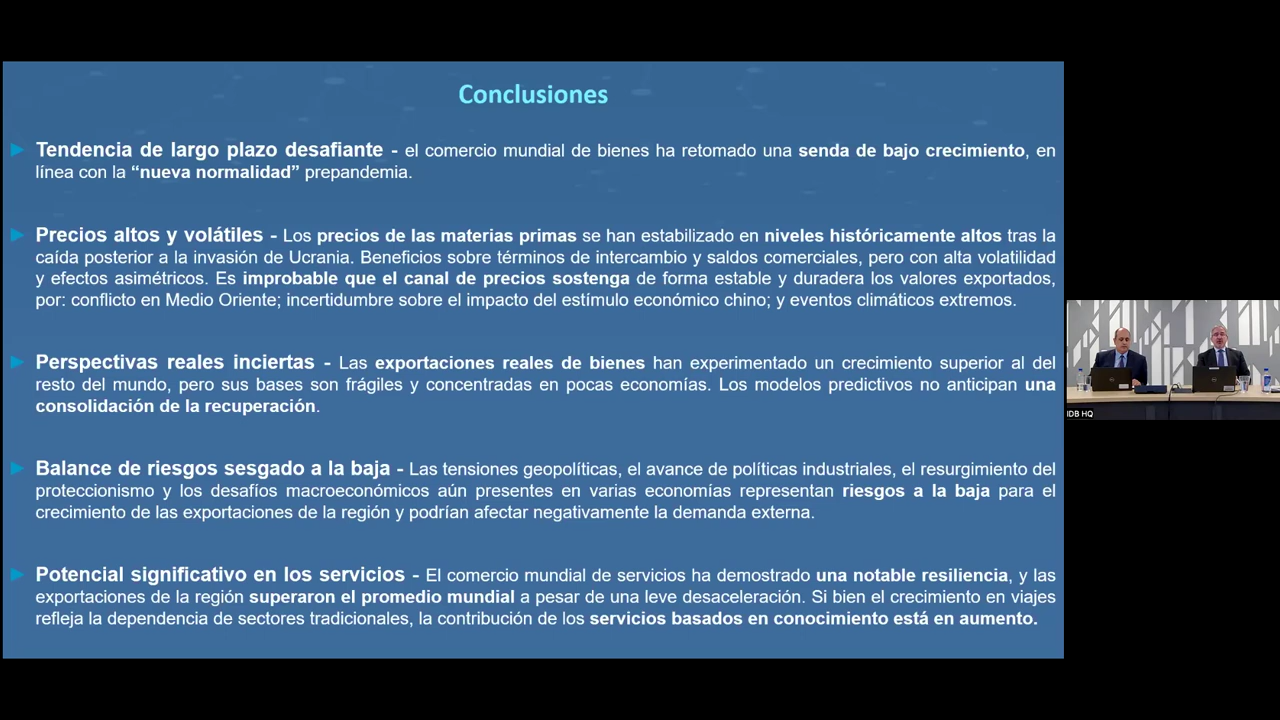 Conclusiones
Tendencia de largo plazo desafiante - el comercio mundial de bienes ha retomado una senda de bajo crecimiento, en
línea con la “nueva normalidad” prepandemia.
Precios altos y volátiles - Los precios de las materias primas se han estabilizado en niveles históricamente altos tras la
caída posterior a la invasión de Ucrania. Beneficios sobre términos de intercambio y saldos comerciales, pero con alta volatilidad
y efectos asimétricos. Es improbable que el canal de precios sostenga de forma estable y duradera los valores exportados,
por: conflicto en Medio Oriente; incertidumbre sobre el impacto del estímulo económico chino; y eventos climáticos extremos.
Perspectivas reales inciertas - Las exportaciones reales de bienes han experimentado un crecimiento superior al del
resto del mundo, pero sus bases son frágiles y concentradas en pocas economías. Los modelos predictivos no anticipan una
consolidación de la recuperación.
Balance de riesgos sesgado a la baja - Las tensiones geopolíticas, el avance de políticas industriales, el resurgimiento del
proteccionismo y los desafíos macroeconómicos aún presentes en varias economías representan riesgos a la baja para el
crecimiento de las exportaciones de la región y podrían afectar negativamente la demanda externa.
Potencial significativo en los servicios - El comercio mundial de servicios ha demostrado una notable resiliencia, y las
exportaciones de la región superaron el promedio mundial a pesar de una leve desaceleración. Si bien el crecimiento en viajes
refleja la dependencia de sectores tradicionales, la contribución de los servicios basados en conocimiento está en aumento.
IDB HQ